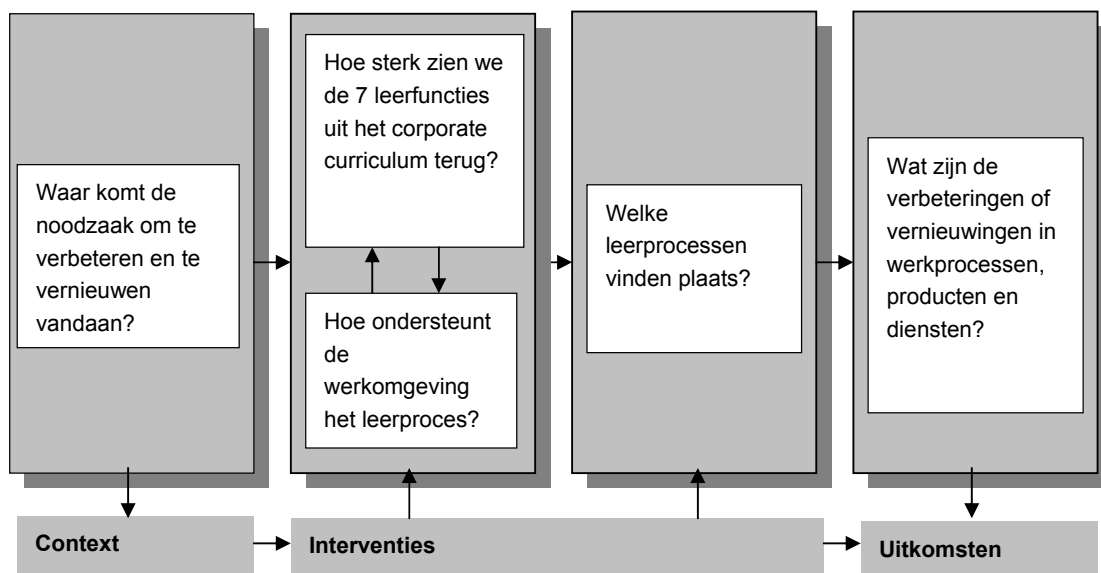 Waar komt de
noodzaak om te
verbeteren en te
vernieuwen
vandaan?
Hoe sterk zien we
de 7 leerfuncties
uit het corporate
curriculum terug?
Hoe ondersteunt
de
werkomgeving
het leerproces?
Welke
leerprocessen
vinden plaats?
Wat zijn de
verbeteringen of
vernieuwingen in
werkprocessen,
producten en
diensten?
Context
Interventies
Uitkomsten